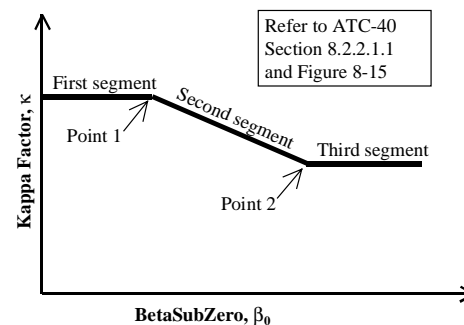 Refer to ATC-40
Section 8.2.2.1.1
and Figure 8-15
First segment
Second segment
Third segment
Point 1
Point 2
Kappa Factor, κ
BetaSubZero, β₀